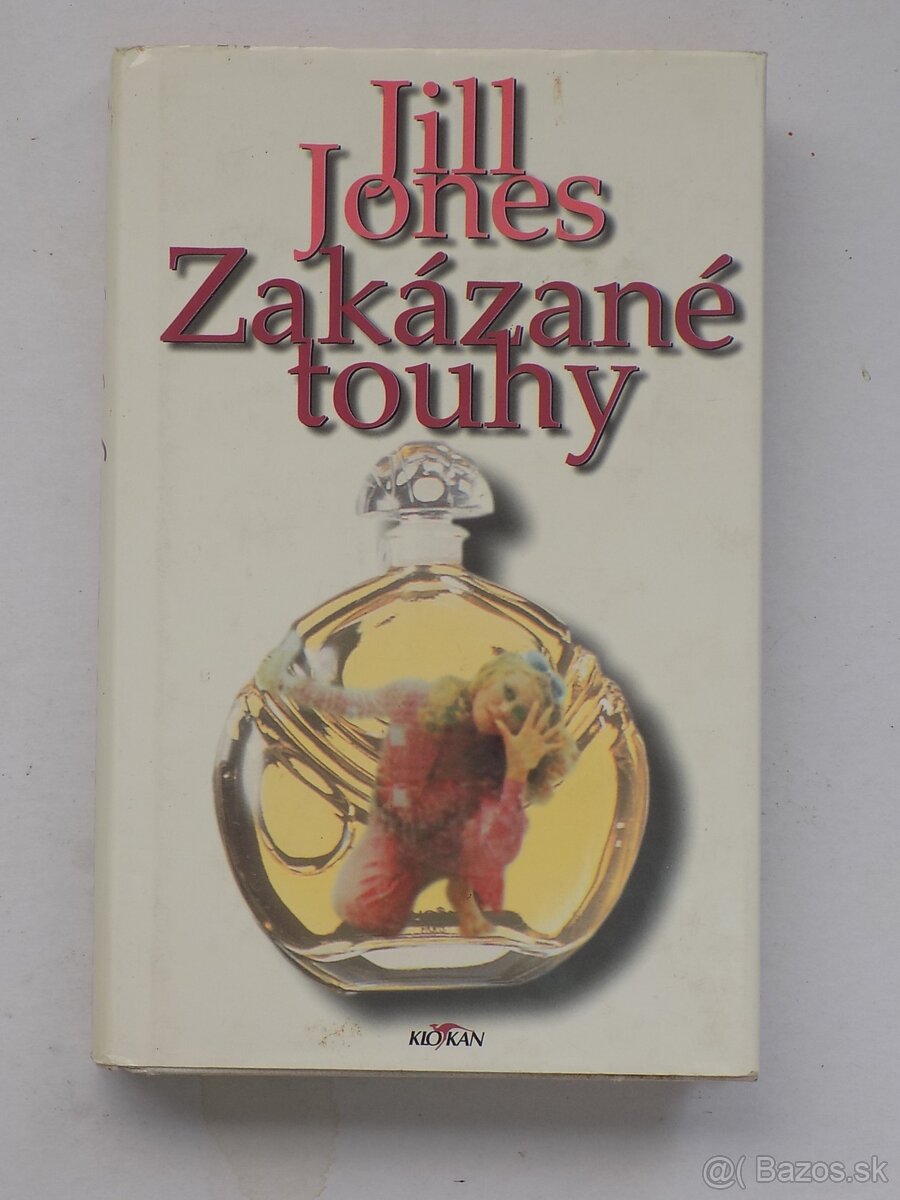 Jill
Jones
Zakázané
touhy
KLOKAN
@( Bazos.sk